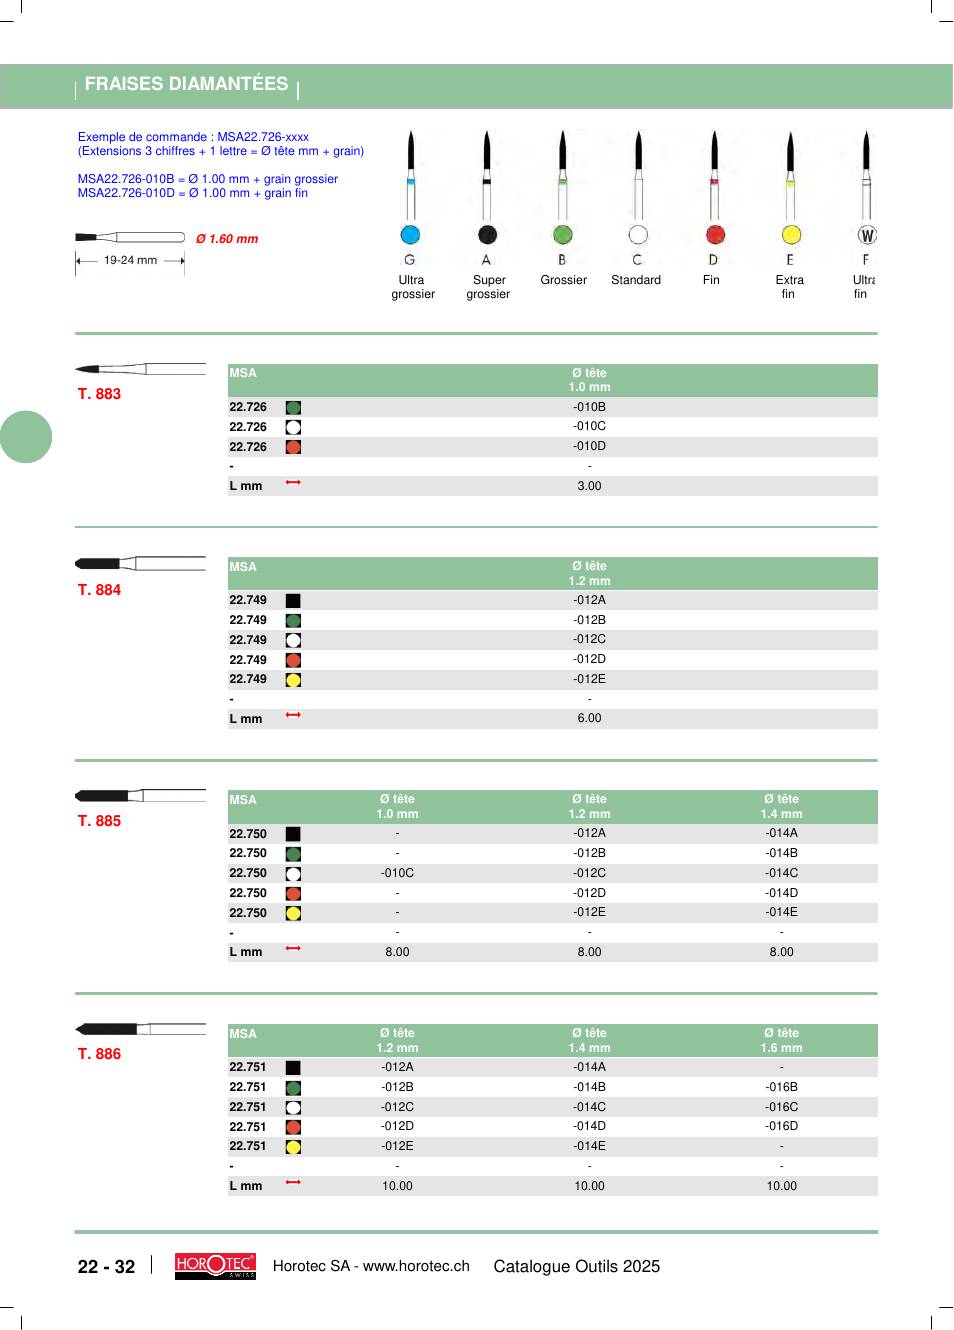 FRAISES DIAMANTÉES
Exemple de commande : MSA22.726-xxxx
(Extensions 3 chiffres + 1 lettre = Ø tête mm + grain)
MSA22.726-010B = Ø 1.00 mm + grain grossier
MSA22.726-010D = Ø 1.00 mm + grain fin
Ø 1.60 mm
19-24 mm
W
G A B C D E F
Ultra Super Grossier Standard Fin Extra Ultra
grossier grossier fin fin
T. 883
MSA Ø tête
1.0 mm
22.726 -010B
22.726 -010C
22.726 -010D
- -
L mm 3.00
T. 884
MSA Ø tête
1.2 mm
22.749 -012A
22.749 -012B
22.749 -012C
22.749 -012D
22.749 -012E
- -
L mm 6.00
T. 885
MSA Ø tête Ø tête Ø tête
1.0 mm 1.2 mm 1.4 mm
22.750 - -012A -014A
22.750 - -012B -014B
22.750 -010C -012C -014C
22.750 - -012D -014D
22.750 - -012E -014E
- - - -
L mm 8.00 8.00 8.00
T. 886
MSA Ø tête Ø tête Ø tête
1.2 mm 1.4 mm 1.6 mm
22.751 -012A -014A -
22.751 -012B -014B -016B
22.751 -012C -014C -016C
22.751 -012D -014D -016D
22.751 -012E -014E -
- - - -
L mm 10.00 10.00 10.00
22 - 32 HOROTEC® SWISS Horotec SA - www.horotec.ch Catalogue Outils 2025